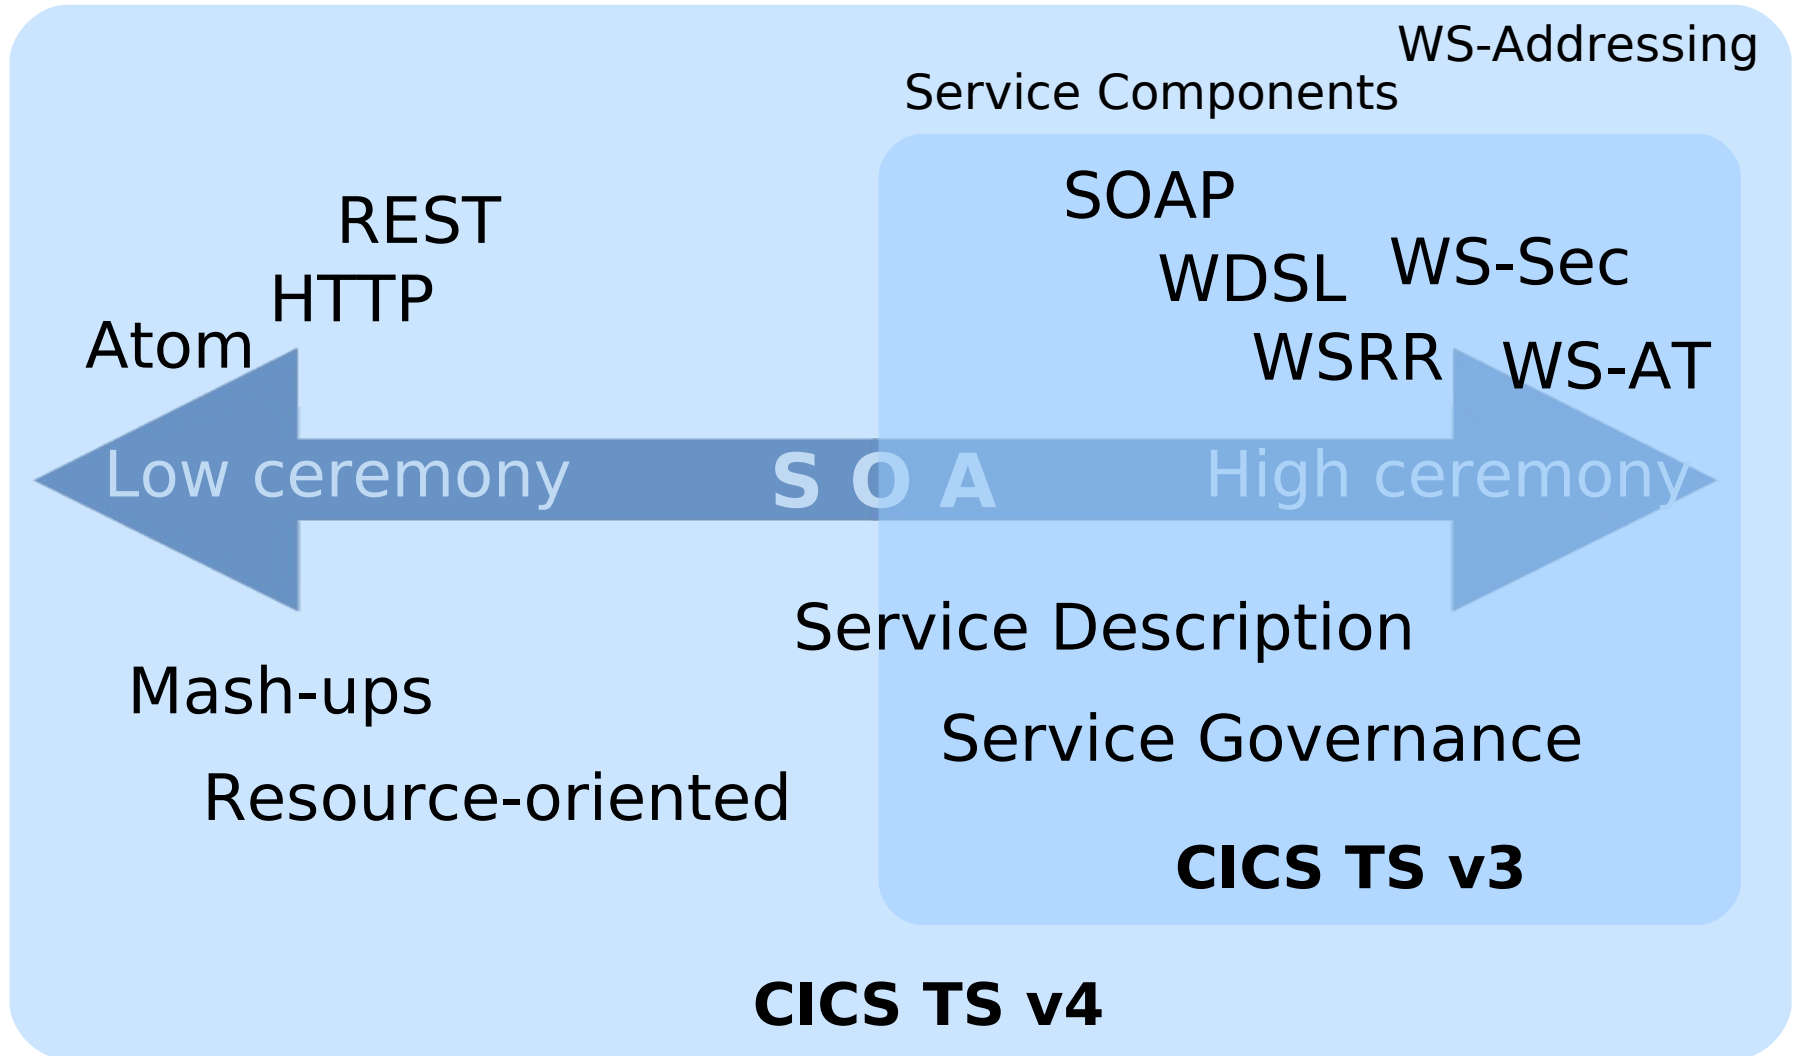 WS-Addressing
Service Components
SOAP
REST
WS-Sec
WDSL
HTTP
Atom
WSRR
WS-AT
Low ceremony
S O A
High ceremony
Service Description
Mash-ups
Service Governance
Resource-oriented
CICS TS v3
CICS TS v4